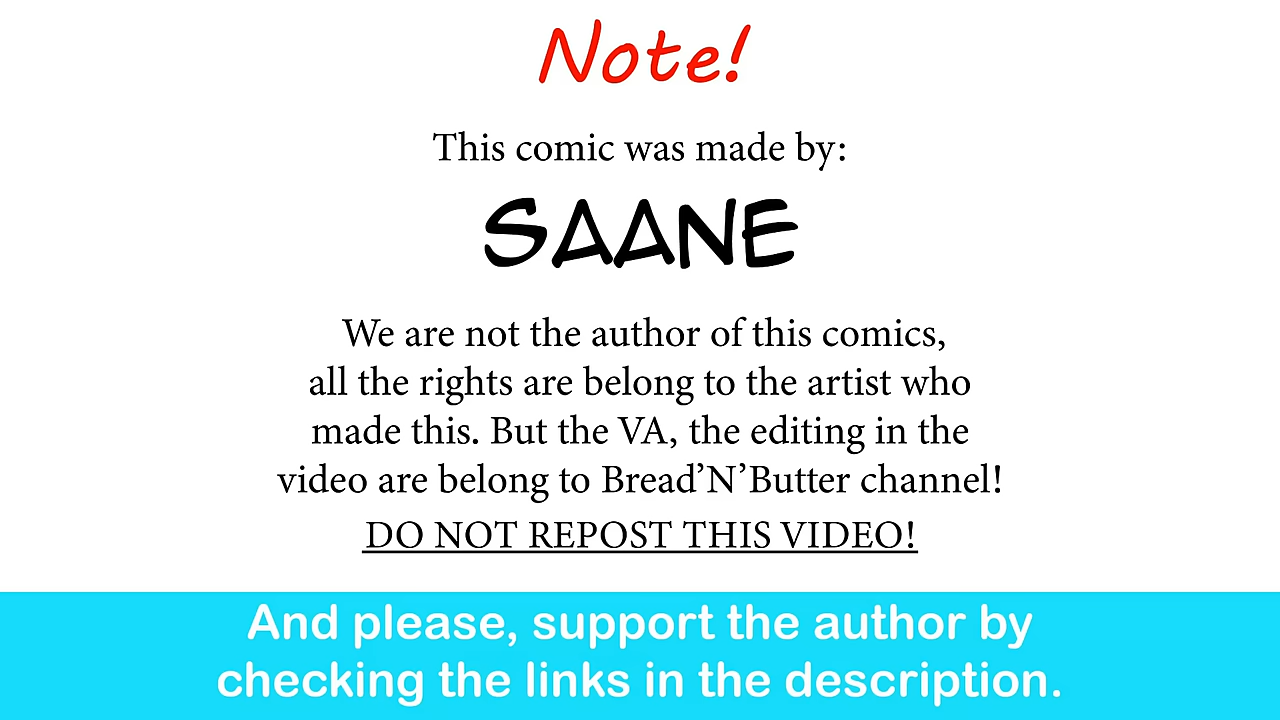 Note!
This comic was made by:
SAANE
We are not the author of this comics,
all the rights are belong to the artist who
made this. But the VA, the editing in the
video are belong to Bread’N’Butter channel!
DO NOT REPOST THIS VIDEO!
And please, support the author by
checking the links in the description.